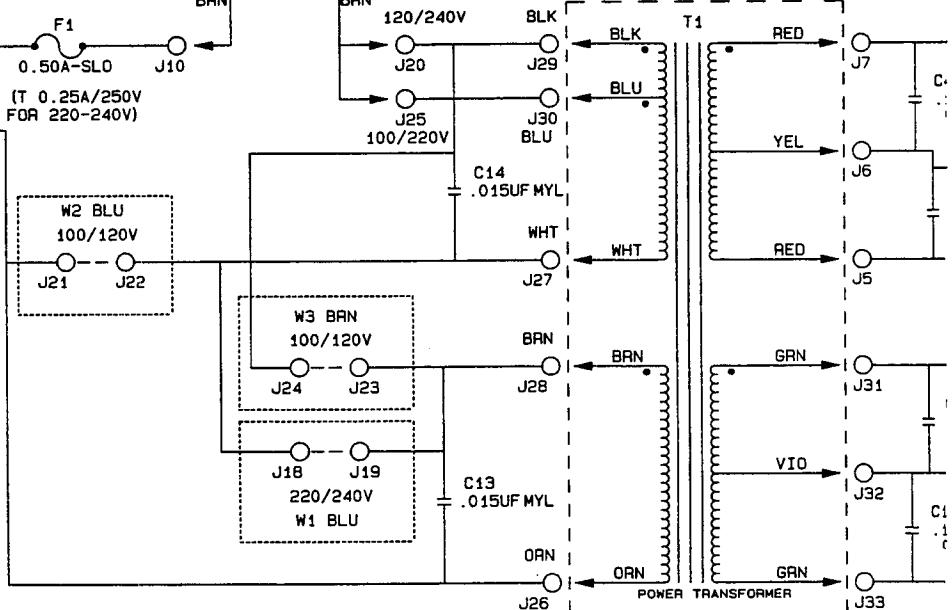 BRN
BRN
F1
0.50A-SLO
J10
(T 0.25A/250V
FOR 220-240V)
120/240V
J20
BLK
J29
BLK
T1
RED
J7
J25
100/220V
J30
BLU
BLU
YEL
J6
C14
.015UF MYL
W2 BLU
100/120V
J21
J22
WHT
J27
WHT
RED
J5
W3 BRN
100/120V
J24
J23
BRN
J28
BRN
GRN
J31
J18
J19
220/240V
W1 BLU
C13
.015UF MYL
VIO
J32
ORN
J26
ORN
GRN
J33
POWER TRANSFORMER